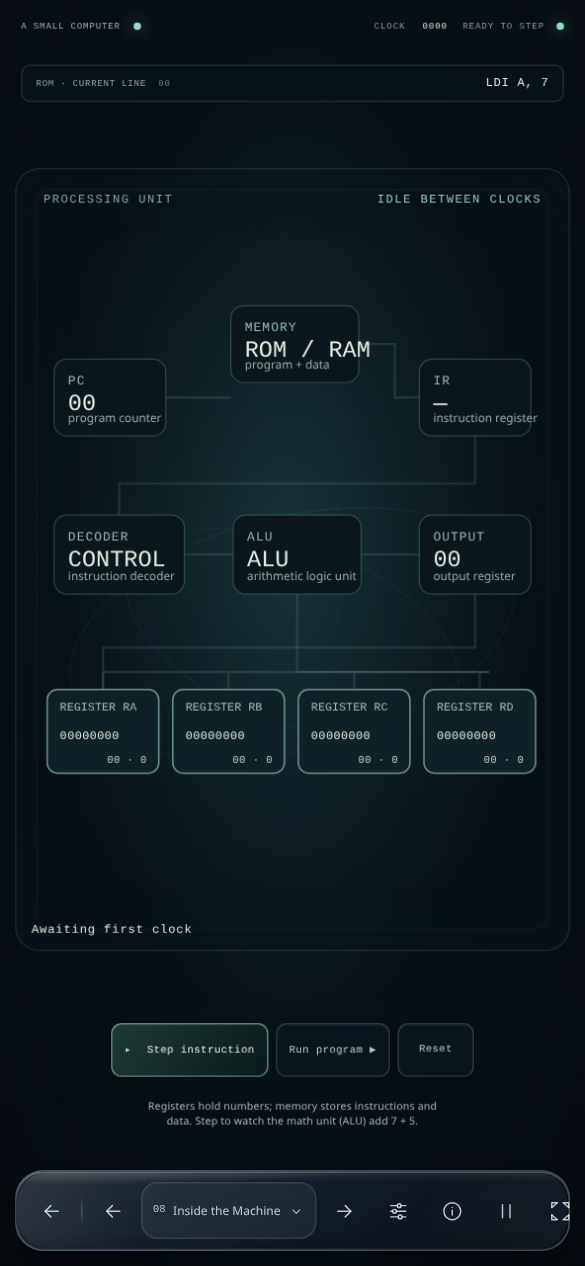 A SMALL COMPUTER
CLOCK 0000 READY TO STEP
ROM · CURRENT LINE 00
LDI A, 7
PROCESSING UNIT
IDLE BETWEEN CLOCKS
MEMORY
ROM / RAM
program + data
PC
00
program counter
IR
—
instruction register
DECODER
CONTROL
instruction decoder
ALU
ALU
arithmetic logic unit
OUTPUT
00
output register
REGISTER RA
00000000
00 · 0
REGISTER RB
00000000
00 · 0
REGISTER RC
00000000
00 · 0
REGISTER RD
00000000
00 · 0
Awaiting first clock
▸ Step instruction
Run program ▶
Reset
Registers hold numbers; memory stores instructions and
data. Step to watch the math unit (ALU) add 7 + 5.
08 Inside the Machine